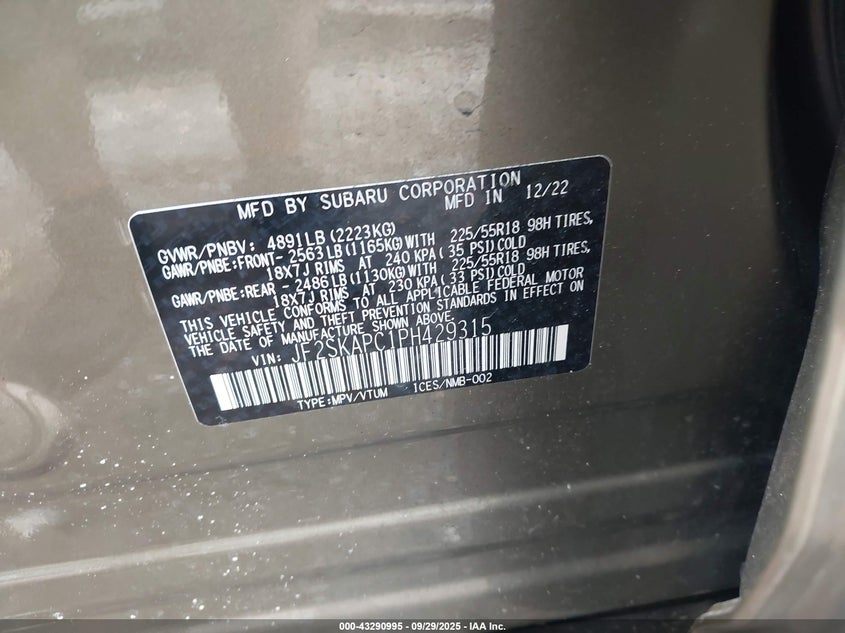 MFD BY SUBARU CORPORATION
MFD IN 12/22
GVWR/PNBV: 4891LB(2223KG)
GAWR/PNBE:FRONT- 2563LB(1165KG)WITH 225/55R18 98H TIRES,
18X7J RIMS AT 240 KPA(35 PSI)COLD
GAWR/PNBE:REAR - 2486LB(1130KG)WITH 225/55R18 98H TIRES,
18X7J RIMS AT 230 KPA(33 PSI)COLD
THIS VEHICLE CONFORMS TO ALL APPLICABLE FEDERAL MOTOR
VEHICLE SAFETY AND THEFT PREVENTION STANDARDS IN EFFECT ON
THE DATE OF MANUFACTURE SHOWN ABOVE.
VIN: JF2SKAPC1PH429315
TYPE:MPV/VTUM ICES/NMB-002
000-43290995 - 09/29/2025 - IAA Inc.